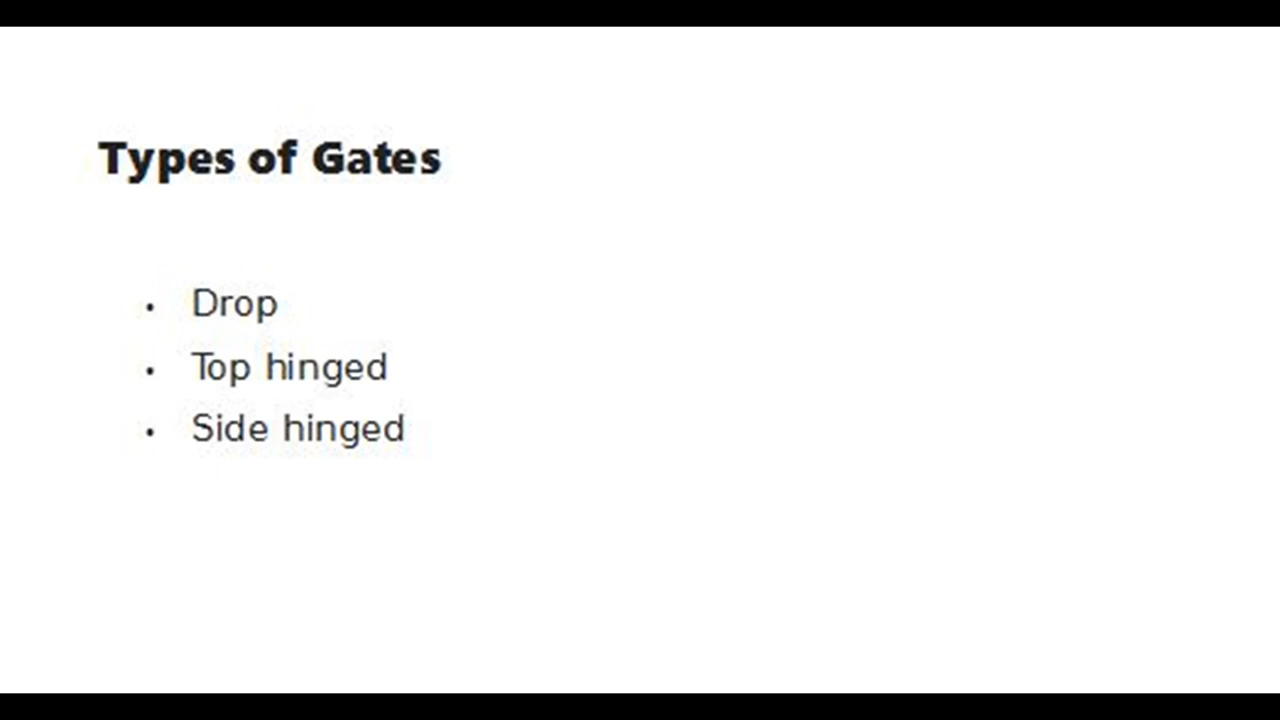 Types of Gates
• Drop
• Top hinged
• Side hinged